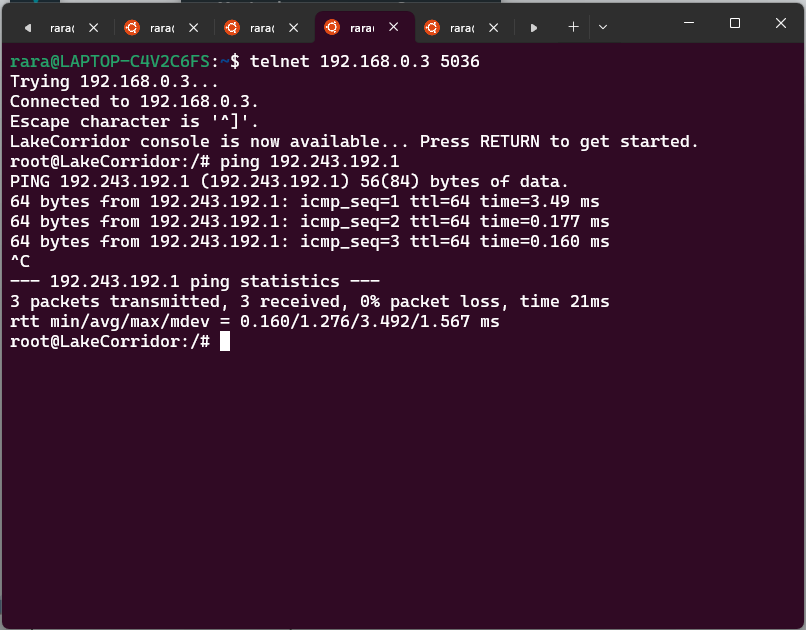 rara( rara( rara( rara( rara(
rara@LAPTOP-C4V2C6FS:~$ telnet 192.168.0.3 5036
Trying 192.168.0.3...
Connected to 192.168.0.3.
Escape character is '^]'.
LakeCorridor console is now available... Press RETURN to get started.
root@LakeCorridor:/# ping 192.243.192.1
PING 192.243.192.1 (192.243.192.1) 56(84) bytes of data.
64 bytes from 192.243.192.1: icmp_seq=1 ttl=64 time=3.49 ms
64 bytes from 192.243.192.1: icmp_seq=2 ttl=64 time=0.177 ms
64 bytes from 192.243.192.1: icmp_seq=3 ttl=64 time=0.160 ms
^C
--- 192.243.192.1 ping statistics ---
3 packets transmitted, 3 received, 0% packet loss, time 21ms
rtt min/avg/max/mdev = 0.160/1.276/3.492/1.567 ms
root@LakeCorridor:/#